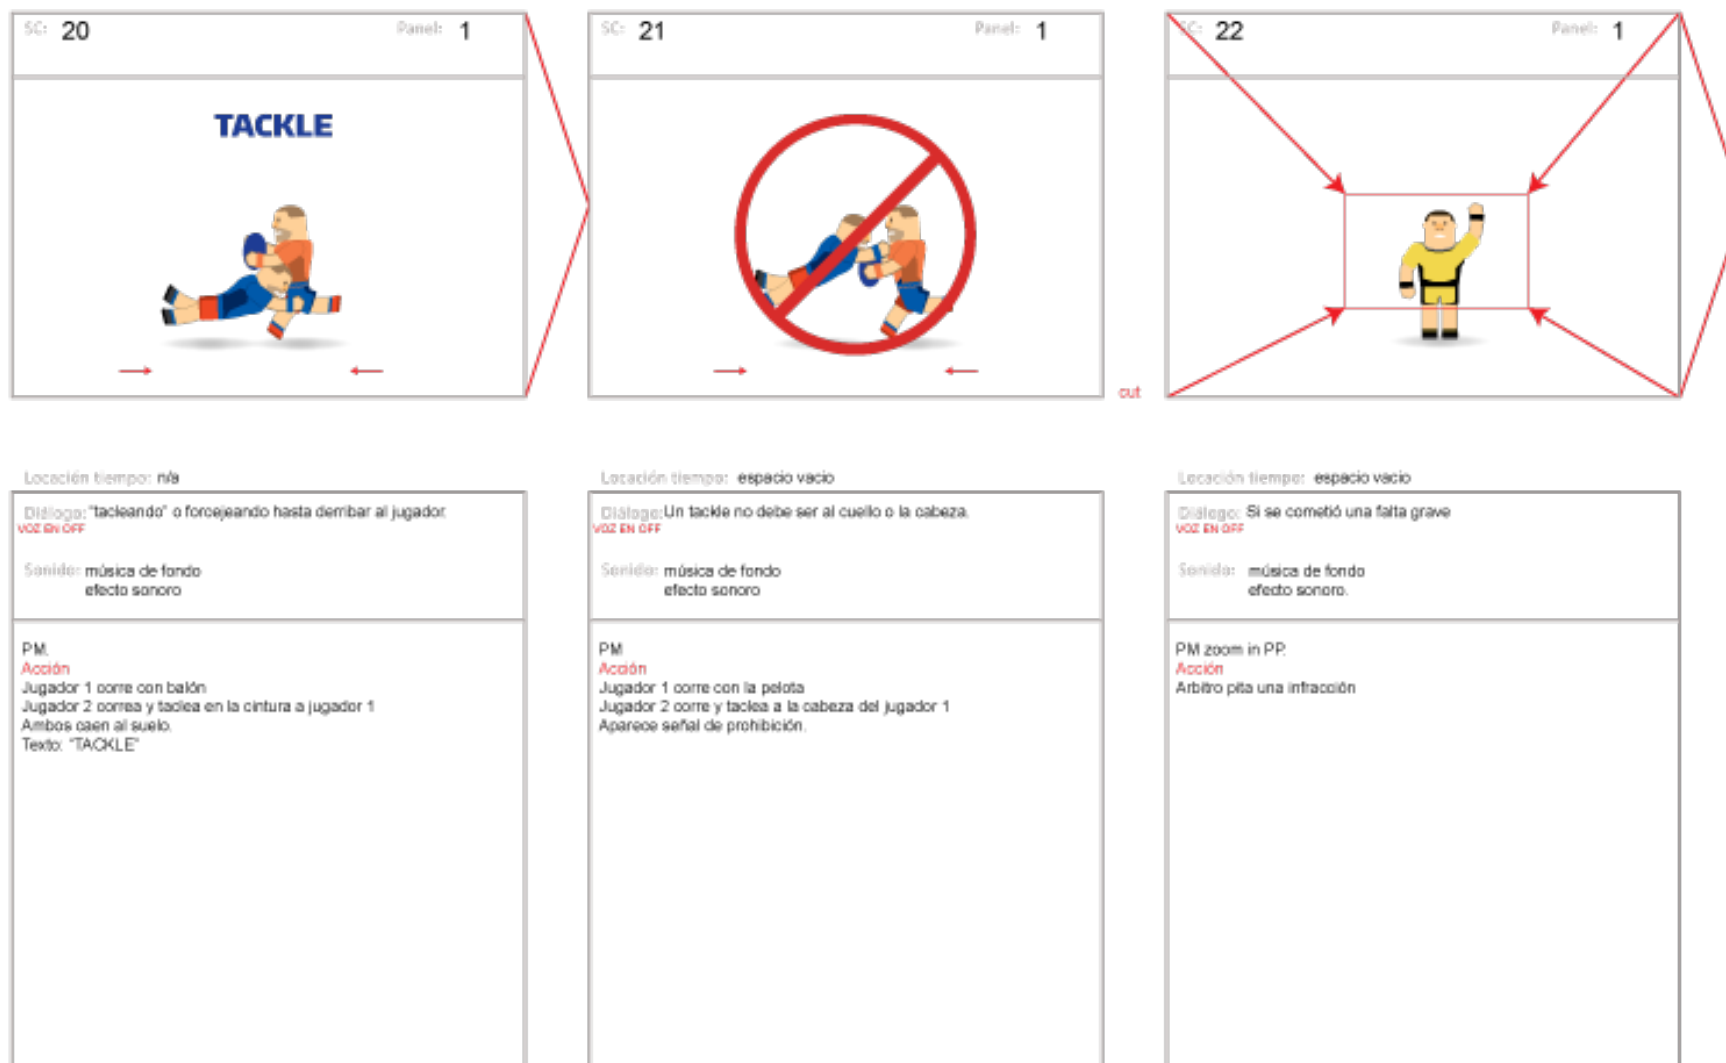 SC: 20 Panel: 1
TACKLE
Locación tiempo: n/a
Diálogo: "tacleando" o forcejeando hasta derribar al jugador.
VOZ EN OFF
Sonido: música de fondo
efecto sonoro
PM.
Acción
Jugador 1 corre con balón
Jugador 2 correa y taclea en la cintura a jugador 1
Ambos caen al suelo.
Texto: "TACKLE"
SC: 21 Panel: 1
cut
Locación tiempo: espacio vacio
Diálogo: Un tackle no debe ser al cuello o la cabeza.
VOZ EN OFF
Sonido: música de fondo
efecto sonoro
PM
Acción
Jugador 1 corre con la pelota
Jugador 2 corre y taclea a la cabeza del jugador 1
Aparece señal de prohibición.
SC: 22 Panel: 1
Locación tiempo: espacio vacio
Diálogo: Si se cometió una falta grave
VOZ EN OFF
Sonido: música de fondo
efecto sonoro.
PM zoom in PP.
Acción
Arbitro pita una infracción